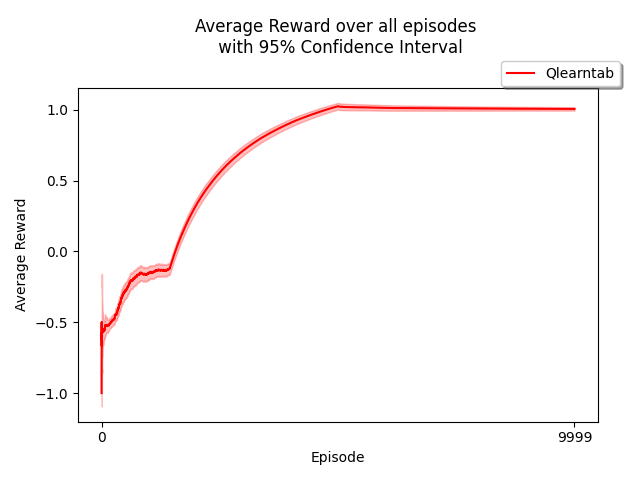 Average Reward over all episodes
with 95% Confidence Interval
Qlearntab
1.0
0.5
0.0
−0.5
−1.0
Average Reward
0
9999
Episode